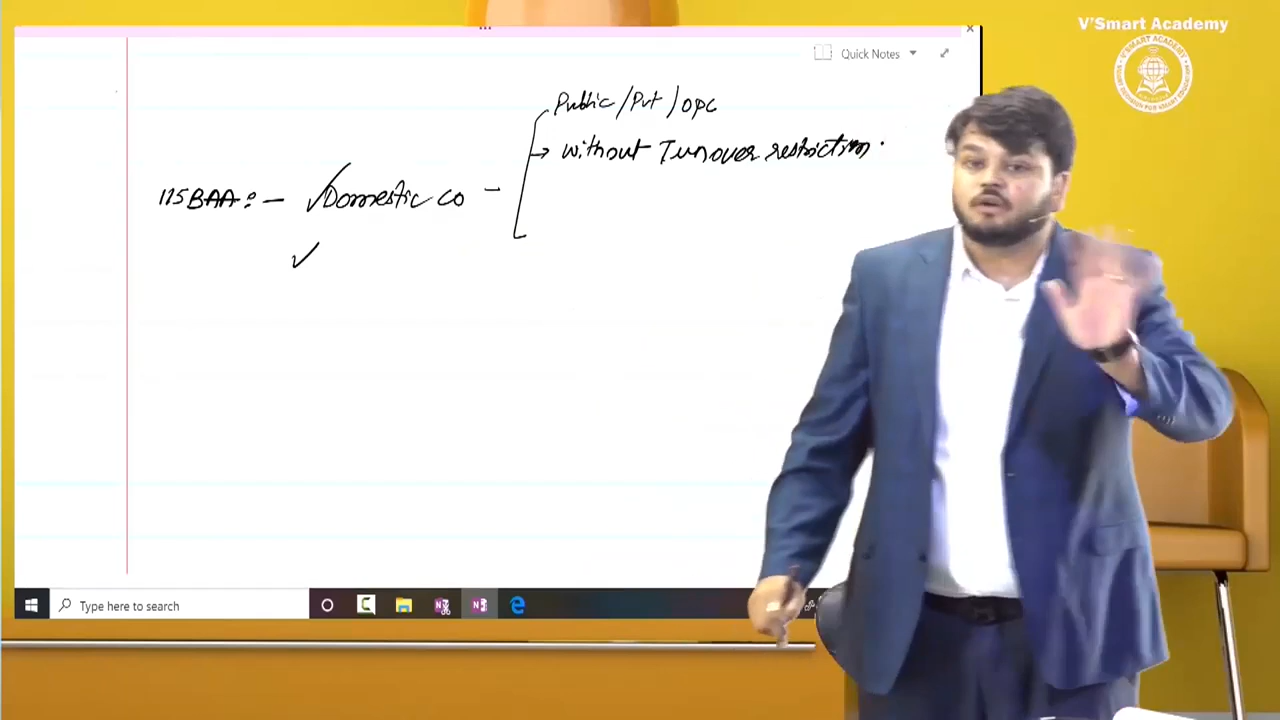 V'Smart Academy
Quick Notes
Public/Pvt/OPC
→ without Turnover restriction.
115BAA:- ✓Domestic co -
✓
Type here to search